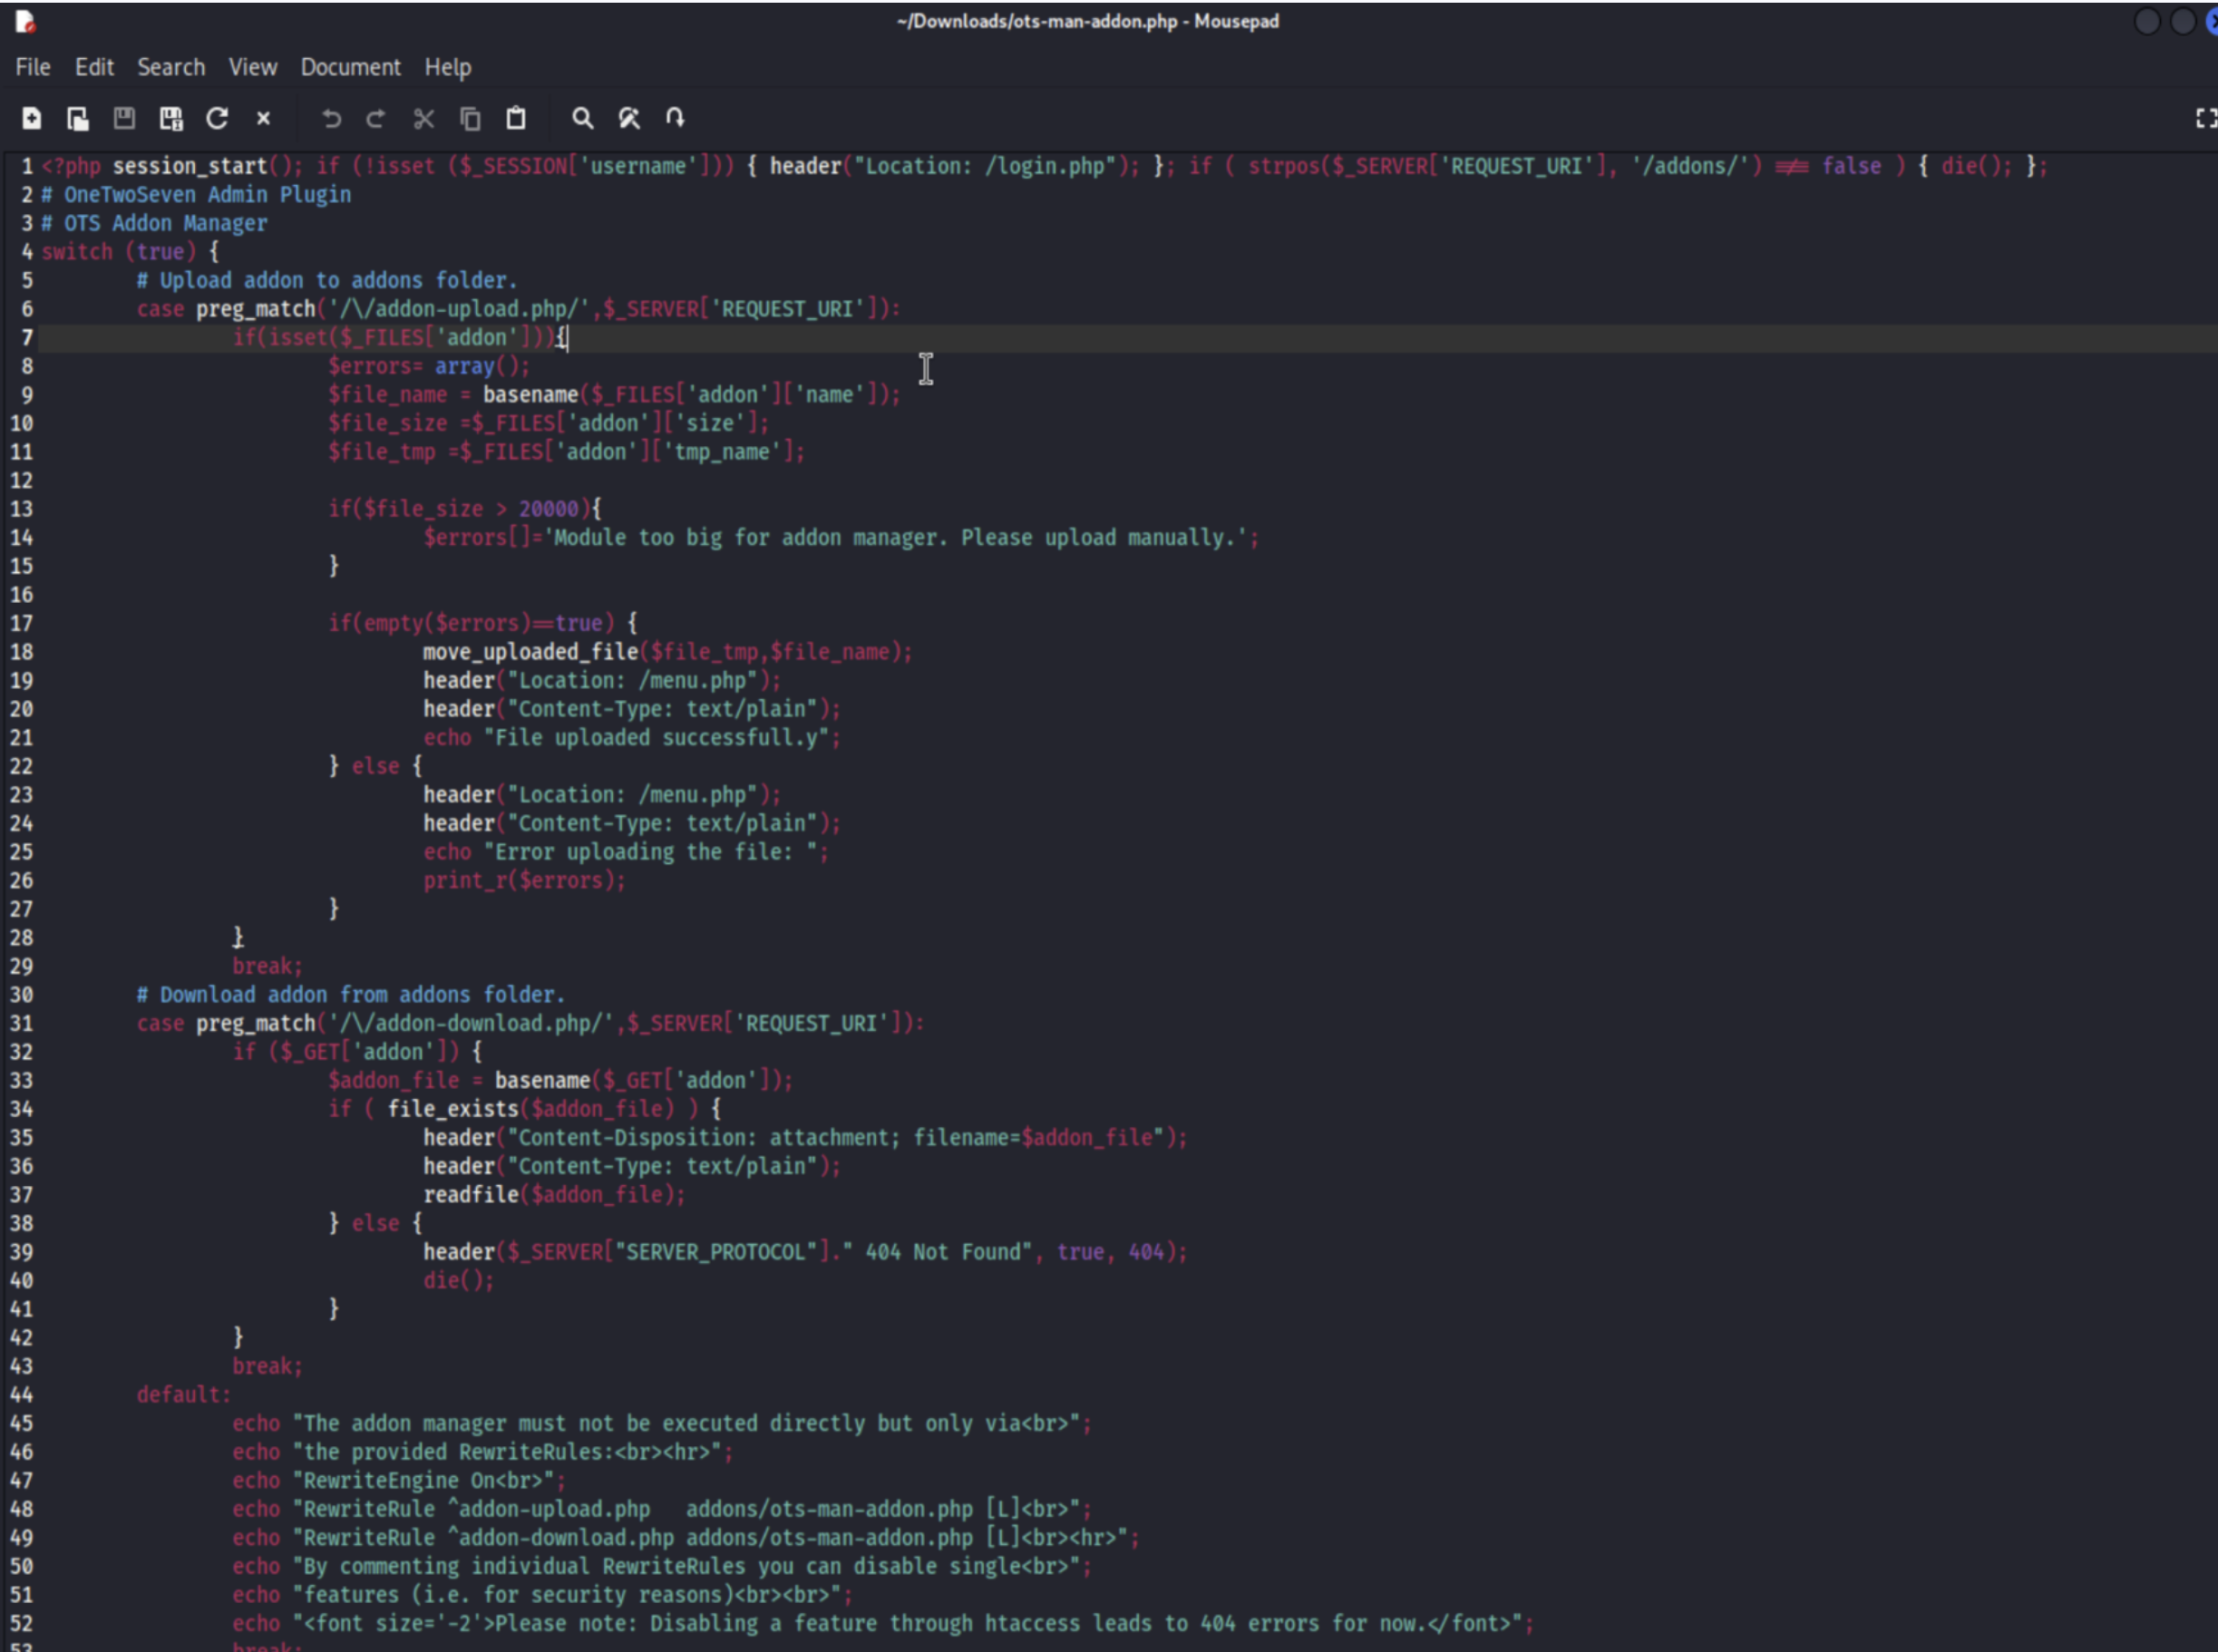 ~/Downloads/ots-man-addon.php - Mousepad
File Edit Search View Document Help
1 <?php session_start(); if (!isset ($_SESSION['username'])) { header("Location: /login.php"); }; if ( strpos($_SERVER['REQUEST_URI'], '/addons/') !== false ) { die(); };
2 # OneTwoSeven Admin Plugin
3 # OTS Addon Manager
4 switch (true) {
5 # Upload addon to addons folder.
6 case preg_match('/\/addon-upload.php/',$_SERVER['REQUEST_URI']):
7 if(isset($_FILES['addon'])){
8 $errors= array();
9 $file_name = basename($_FILES['addon']['name']);
10 $file_size =$_FILES['addon']['size'];
11 $file_tmp =$_FILES['addon']['tmp_name'];
12
13 if($file_size > 20000){
14 $errors[]='Module too big for addon manager. Please upload manually.';
15 }
16
17 if(empty($errors)==true) {
18 move_uploaded_file($file_tmp,$file_name);
19 header("Location: /menu.php");
20 header("Content-Type: text/plain");
21 echo "File uploaded successfull.y";
22 } else {
23 header("Location: /menu.php");
24 header("Content-Type: text/plain");
25 echo "Error uploading the file: ";
26 print_r($errors);
27 }
28 }
29 break;
30 # Download addon from addons folder.
31 case preg_match('/\/addon-download.php/',$_SERVER['REQUEST_URI']):
32 if ($_GET['addon']) {
33 $addon_file = basename($_GET['addon']);
34 if ( file_exists($addon_file) ) {
35 header("Content-Disposition: attachment; filename=$addon_file");
36 header("Content-Type: text/plain");
37 readfile($addon_file);
38 } else {
39 header($_SERVER["SERVER_PROTOCOL"]." 404 Not Found", true, 404);
40 die();
41 }
42 }
43 break;
44 default:
45 echo "The addon manager must not be executed directly but only via<br>";
46 echo "the provided RewriteRules:<br><hr>";
47 echo "RewriteEngine On<br>";
48 echo "RewriteRule ^addon-upload.php   addons/ots-man-addon.php [L]<br>";
49 echo "RewriteRule ^addon-download.php addons/ots-man-addon.php [L]<br><hr>";
50 echo "By commenting individual RewriteRules you can disable single<br>";
51 echo "features (i.e. for security reasons)<br><br>";
52 echo "<font size='-2'>Please note: Disabling a feature through htaccess leads to 404 errors for now.</font>";
53 break;